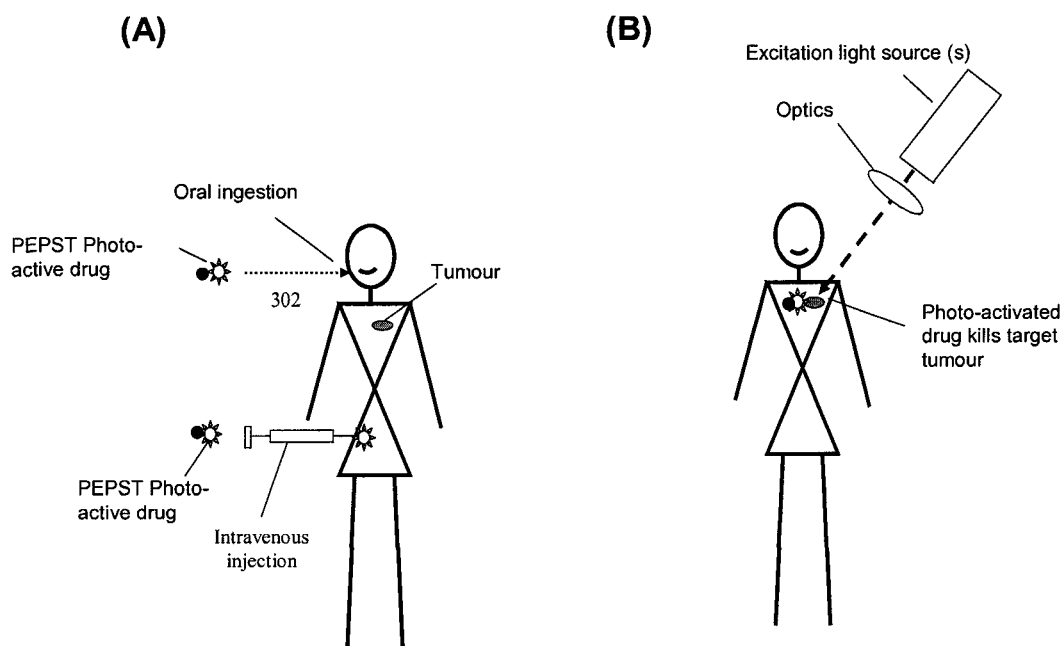 (A)
Oral ingestion
PEPST Photo-
active drug
302
Tumour
PEPST Photo-
active drug
Intravenous
injection
(B)
Excitation light source (s)
Optics
Photo-activated
drug kills target
tumour